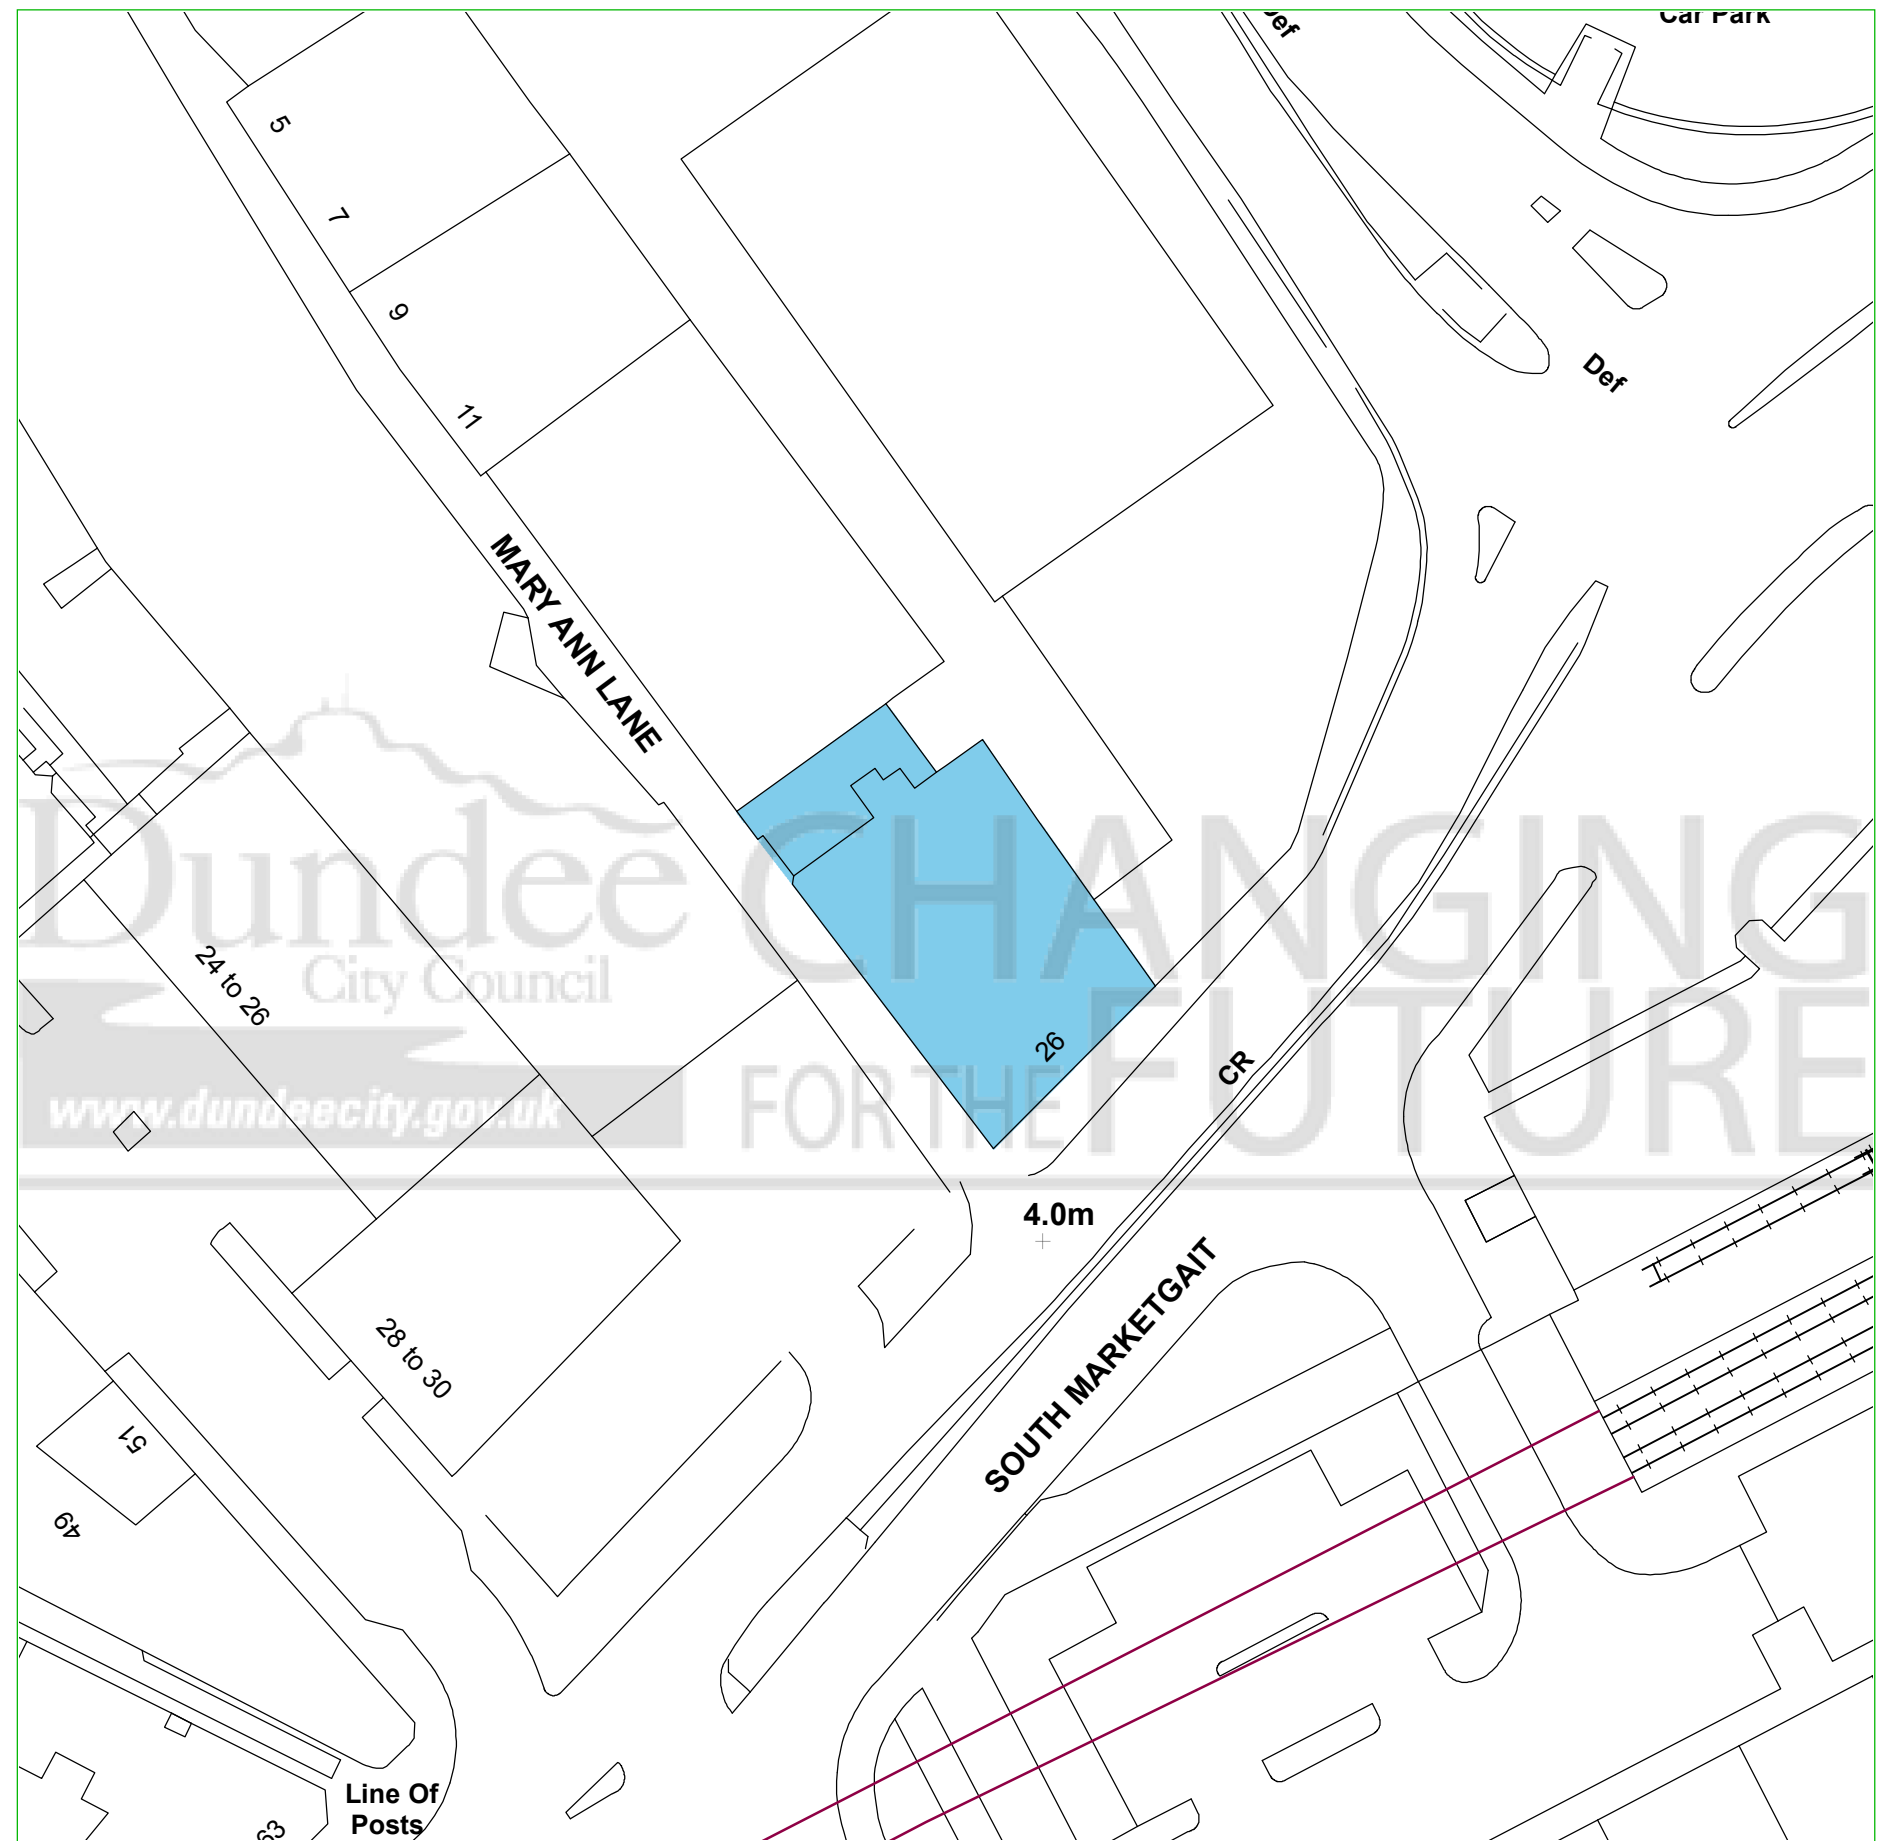 Car Park
Def
5
7
9
11
Def
MARY ANN LANE
Dundee
City Council
www.dundeecity.gov.uk
CHANGING
FOR THE FUTURE
24 to 26
26
CR
4.0m
SOUTH MARKETGAIT
28 to 30
51
49
Line Of
Posts
63